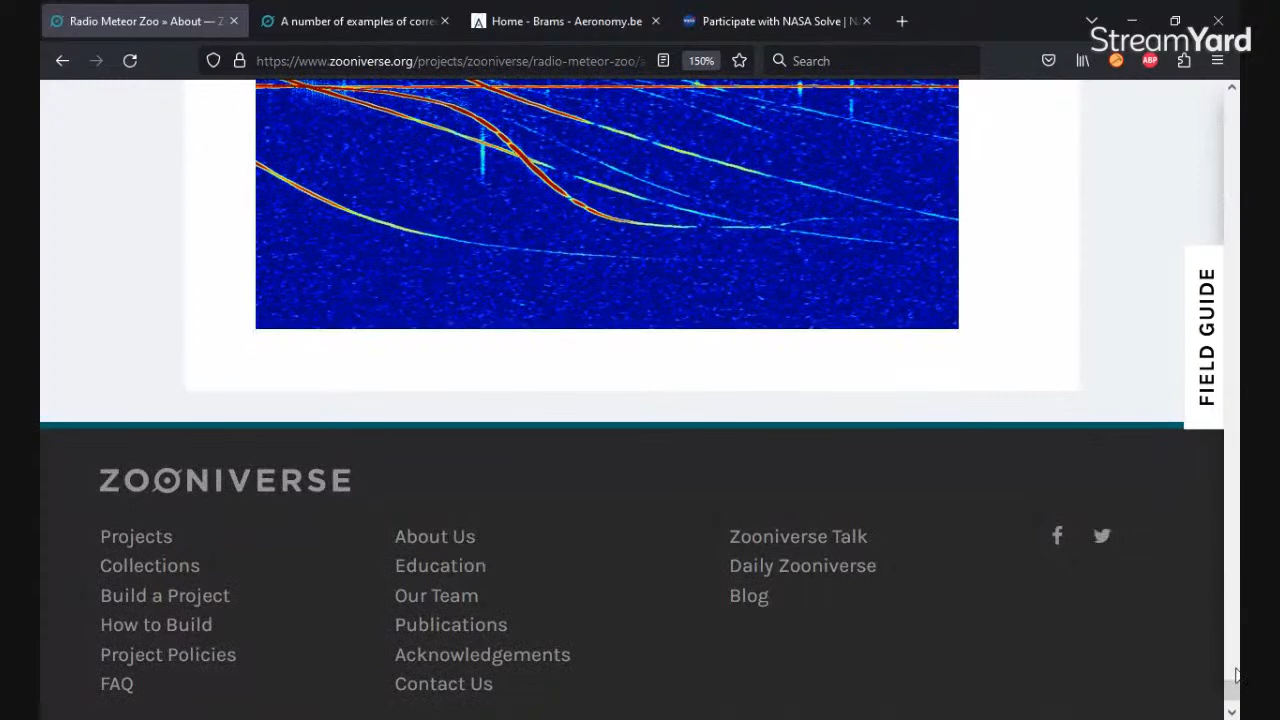 Radio Meteor Zoo » About — Z
A number of examples of corre
Home - Brams - Aeronomy.be
Participate with NASA Solve | N
StreamYard
https://www.zooniverse.org/projects/zooniverse/radio-meteor-zoo/a
150%
Search
ABP
FIELD GUIDE
ZOONIVERSE
Projects
About Us
Zooniverse Talk
Collections
Education
Daily Zooniverse
Build a Project
Our Team
Blog
How to Build
Publications
Project Policies
Acknowledgements
FAQ
Contact Us